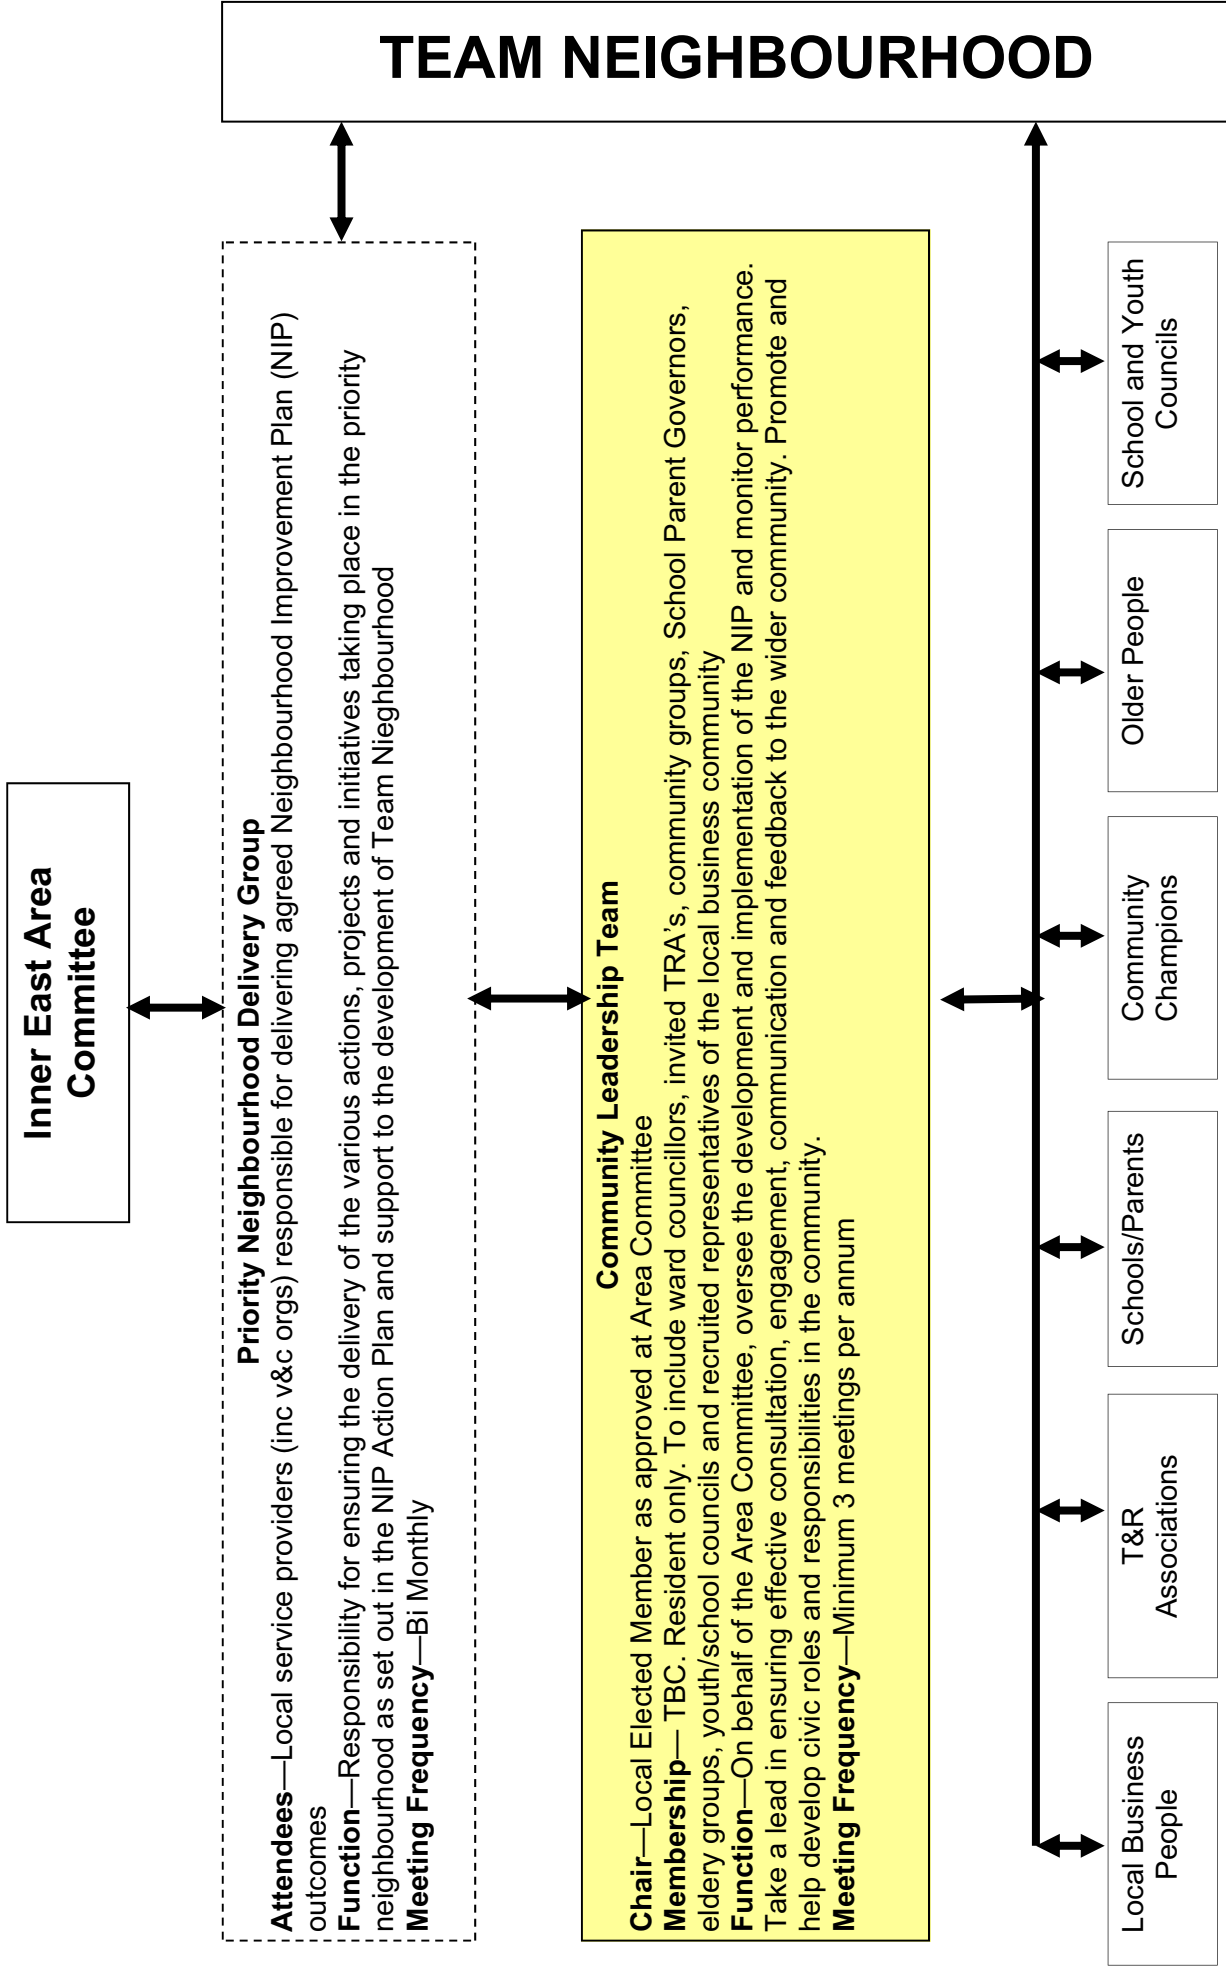 TEAM NEIGHBOURHOOD
Inner East Area
Committee
Priority Neighbourhood Delivery Group
Attendees—Local service providers (inc v&c orgs) responsible for delivering agreed Neighbourhood Improvement Plan (NIP)
outcomes
Function—Responsibility for ensuring the delivery of the various actions, projects and initiatives taking place in the priority
neighbourhood as set out in the NIP Action Plan and support to the development of Team Nieghbourhood
Meeting Frequency—Bi Monthly
Community Leadership Team
Chair—Local Elected Member as approved at Area Committee
Membership— TBC. Resident only. To include ward councillors, invited TRA's, community groups, School Parent Governors,
eldery groups, youth/school councils and recruited representatives of the local business community
Function—On behalf of the Area Committee, oversee the development and implementation of the NIP and monitor performance.
Take a lead in ensuring effective consultation, engagement, communication and feedback to the wider community. Promote and
help develop civic roles and responsibilities in the community.
Meeting Frequency—Minimum 3 meetings per annum
Local Business
People
T&R
Associations
Schools/Parents
Community
Champions
Older People
School and Youth
Councils